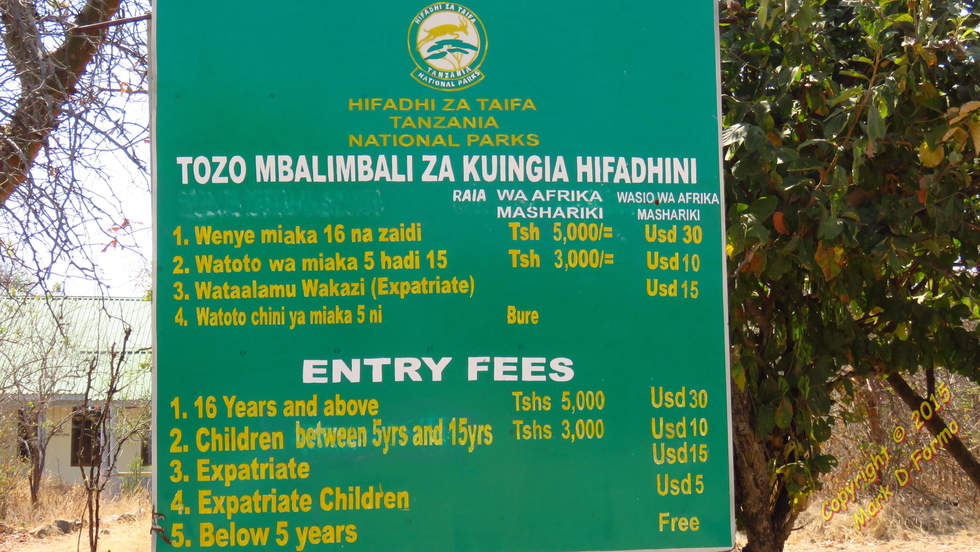 HIFADHI ZA TAIFA
TANZANIA
NATIONAL PARKS
HIFADHI ZA TAIFA
TANZANIA
NATIONAL PARKS
TOZO MBALIMBALI ZA KUINGIA HIFADHINI
RAIA WA AFRIKA MASHARIKI
WASIO WA AFRIKA MASHARIKI
1. Wenye miaka 16 na zaidi Tsh 5,000/= Usd 30
2. Watoto wa miaka 5 hadi 15 Tsh 3,000/= Usd 10
3. Wataalamu Wakazi (Expatriate) Usd 15
4. Watoto chini ya miaka 5 ni Bure
ENTRY FEES
1. 16 Years and above Tshs 5,000 Usd 30
2. Children between 5yrs and 15yrs Tshs 3,000 Usd 10
3. Expatriate Usd 15
4. Expatriate Children Usd 5
5. Below 5 years Free
Copyright © 2015
Mark D Formo